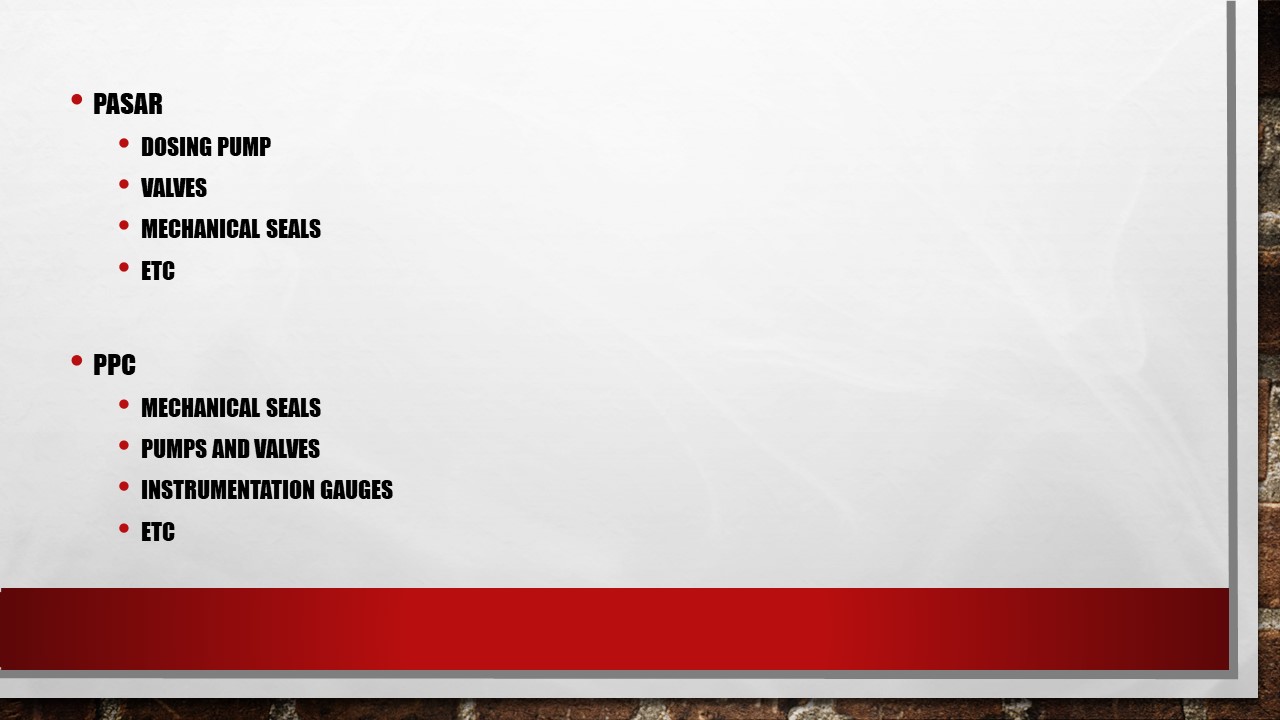 PASAR
DOSING PUMP
VALVES
MECHANICAL SEALS
ETC
PPC
MECHANICAL SEALS
PUMPS AND VALVES
INSTRUMENTATION GAUGES
ETC